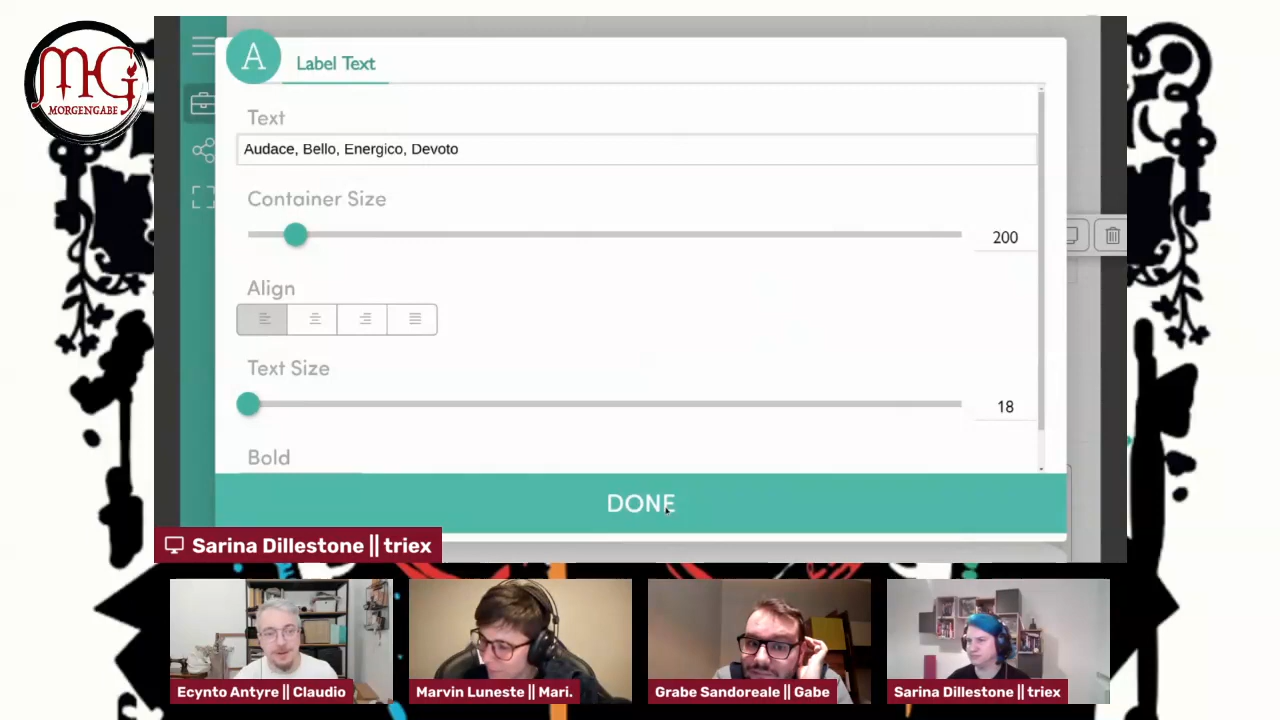 MG
MORGENGABE
A
Label Text
Text
Audace, Bello, Energico, Devoto
Container Size
200
Align
Text Size
18
Bold
DONE
Sarina Dillestone || triex
Ecynto Antyre || Claudio
Marvin Luneste || Mari.
Grabe Sandoreale || Gabe
Sarina Dillestone || triex